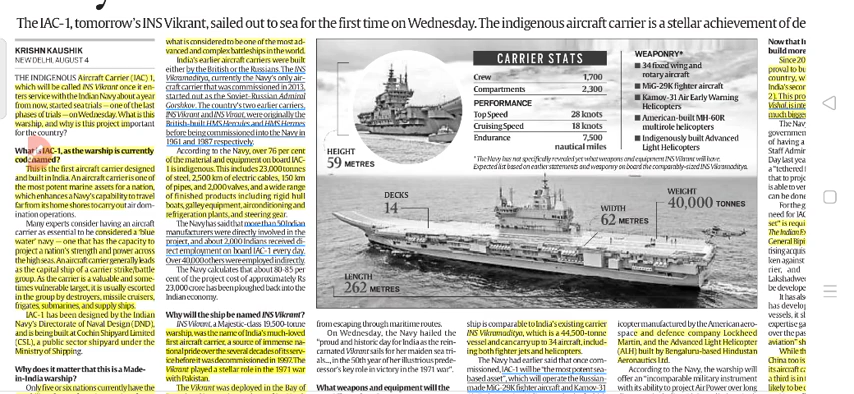 The IAC-1, tomorrow's INS Vikrant, sailed out to sea for the first time on Wednesday. The indigenous aircraft carrier is a stellar achievement of de
KRISHN KAUSHIK
NEW DELHI, AUGUST 4
THE INDIGENOUS Aircraft Carrier (IAC) 1,
which will be called INS Vikrant once it en-
ters service with the Indian Navy about a year
from now, started sea trials — one of the last
phases of trials — on Wednesday. What is this
warship, and why is this project important
for the country?
What is IAC-1, as the warship is currently
codenamed?
This is the first aircraft carrier designed
and built in India. An aircraft carrier is one of
the most potent marine assets for a nation,
which enhances a Navy's capability to travel
far from its home shores to carry out air dom-
ination operations.
Many experts consider having an aircraft
carrier as essential to be considered a 'blue
water' navy — one that has the capacity to
project a nation's strength and power across
the high seas. An aircraft carrier generally leads
as the capital ship of a carrier strike/battle
group. As the carrier is a valuable and some-
times vulnerable target, it is usually escorted
in the group by destroyers, missile cruisers,
frigates, submarines, and supply ships.
IAC-1 has been designed by the Indian
Navy's Directorate of Naval Design (DND),
and is being built at Cochin Shipyard Limited
(CSL), a public sector shipyard under the
Ministry of Shipping.
Why does it matter that this is a Made-
in-India warship?
Only five or six nations currently have the
what is considered to be one of the most ad-
vanced and complex battleships in the world.
India's earlier aircraft carriers were built
either by the British or the Russians. The INS
Vikramaditya, currently the Navy's only air-
craft carrier that was commissioned in 2013,
started out as the Soviet-Russian Admiral
Gorshkov. The country's two earlier carriers,
INS Vikrant and INS Viraat, were originally the
British-built HMS Hercules and HMS Hermes
before being commissioned into the Navy in
1961 and 1987 respectively.
According to the Navy, over 76 per cent
of the material and equipment on board IAC-
1 is indigenous. This includes 23,000 tonnes
of steel, 2,500 km of electric cables, 150 km
of pipes, and 2,000 valves, and a wide range
of finished products including rigid hull
boats, galley equipment, air conditioning and
refrigeration plants, and steering gear.
The Navy has said that more than 50 Indian
manufacturers were directly involved in the
project, and about 2,000 Indians received di-
rect employment on board IAC-1 every day.
Over 40,000 others were employed indirectly.
The Navy calculates that about 80-85 per
cent of the project cost of approximately Rs
23,000 crore has been ploughed back into the
Indian economy.
Why will the ship be named INS Vikrant?
INS Vikrant, a Majestic-class 19,500-tonne
warship, was the name of India's much-loved
first aircraft carrier, a source of immense na-
tional pride over the several decades of its serv-
ice before it was decommissioned in 1997. The
Vikrant played a stellar role in the 1971 war
with Pakistan.
The Vikrant was deployed in the Bay of
CARRIER STATS
Crew 1,700
Compartments 2,300
PERFORMANCE
Top Speed 28 knots
Cruising Speed 18 knots
Endurance 7,500
nautical miles
WEAPONRY*
34 fixed wing and
rotary aircraft
MiG-29K fighter aircraft
Kamov-31 Air Early Warning
Helicopters
American-built MH-60R
multirole helicopters
Indigenously built Advanced
Light Helicopters
*The Navy has not specifically revealed yet what weapons and equipment INS Vikrant will have.
Expected list based on earlier statements and weaponry on board the comparably-sized INS Vikramaditya.
HEIGHT
59 METRES
DECKS
14
WIDTH
62 METRES
WEIGHT
40,000 TONNES
LENGTH
262 METRES
from escaping through maritime routes.
On Wednesday, the Navy hailed the
"proud and historic day for India as the rein-
carnated Vikrant sails for her maiden sea tri-
als..., in the 50th year of her illustrious prede-
cessor's key role in victory in the 1971 war".
What weapons and equipment will the
ship is comparable to India's existing carrier
INS Vikramaditya, which is a 44,500-tonne
vessel and can carry up to 34 aircraft, includ-
ing both fighter jets and helicopters.
The Navy had earlier said that once com-
missioned, IAC-1 will be "the most potent sea-
based asset", which will operate the Russian-
made MiG-29K fighter aircraft and Kamov-31
icopter manufactured by the American aero-
space and defence company Lockheed
Martin, and the Advanced Light Helicopter
(ALH) built by Bengaluru-based Hindustan
Aeronautics Ltd.
According to the Navy, the warship will
offer an "incomparable military instrument
with its ability to project Air Power over long
Now that
build more
Since 20
proval to bu
country, w
India's seco
2). This pro
Vishal, is inte
much bigge
The Navy
governmen
of having a
Staff Admir
Day last yea
a "tethered
that to projec
is able to ver
can be done
For the g
need for IAC
set" is requi
The Indian E
General Bipi
rising acquis
ken against
rier, and
Lakshadwe
be develope
It has als
has develop
vessels, it sl
expertise ga
over the pas
aviation" sh
While th
China too is
its aircraft ca
a third is in
likely to be c